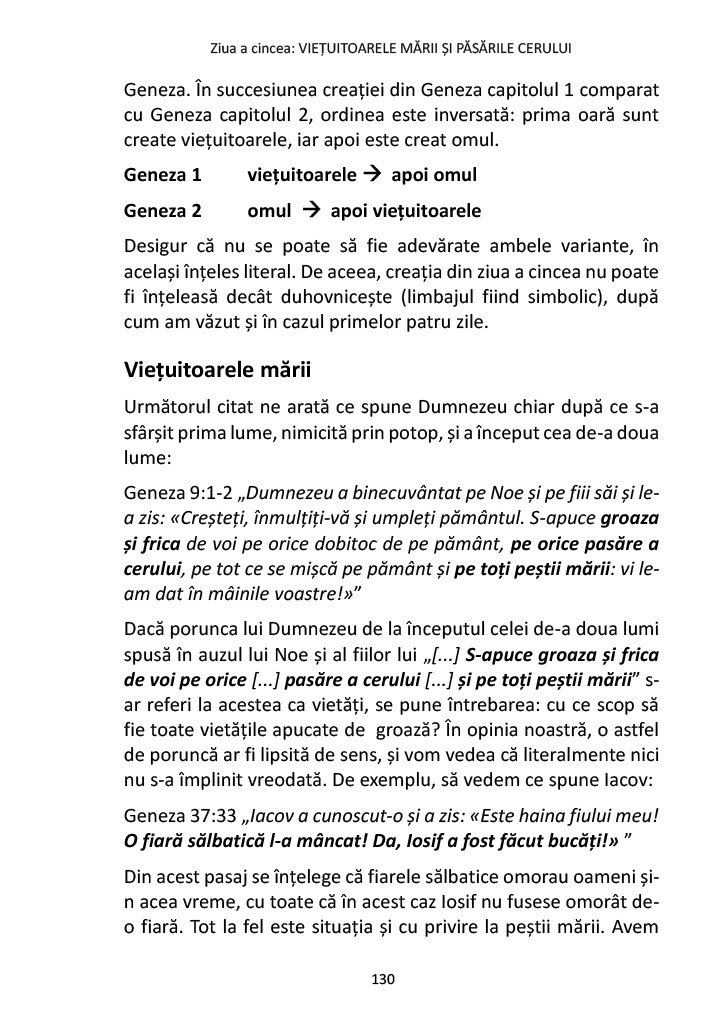 Ziua a cincea: VIEȚUITOARELE MĂRII ȘI PĂSĂRILE CERULUI
Geneza. În succesiunea creației din Geneza capitolul 1 comparat
cu Geneza capitolul 2, ordinea este inversată: prima oară sunt
create viețuitoarele, iar apoi este creat omul.
Geneza 1 viețuitoarele → apoi omul
Geneza 2 omul → apoi viețuitoarele
Desigur că nu se poate să fie adevărate ambele variante, în
același înțeles literal. De aceea, creația din ziua a cincea nu poate
fi înțeleasă decât duhovnicește (limbajul fiind simbolic), după
cum am văzut și în cazul primelor patru zile.
Viețuitoarele mării
Următorul citat ne arată ce spune Dumnezeu chiar după ce s-a
sfârșit prima lume, nimicită prin potop, și a început cea de-a doua
lume:
Geneza 9:1-2 „Dumnezeu a binecuvântat pe Noe și pe fiii săi și le-
a zis: «Creșteți, înmulțiți-vă și umpleți pământul. S-apuce groaza
și frica de voi pe orice dobitoc de pe pământ, pe orice pasăre a
cerului, pe tot ce se mișcă pe pământ și pe toți peștii mării: vi le-
am dat în mâinile voastre!»”
Dacă porunca lui Dumnezeu de la începutul celei de-a doua lumi
spusă în auzul lui Noe și al fiilor lui „[...] S-apuce groaza și frica
de voi pe orice [...] pasăre a cerului [...] și pe toți peștii mării” s-
ar referi la acestea ca vietăți, se pune întrebarea: cu ce scop să
fie toate vietățile apucate de  groază? În opinia noastră, o astfel
de poruncă ar fi lipsită de sens, și vom vedea că literalmente nici
nu s-a împlinit vreodată. De exemplu, să vedem ce spune Iacov:
Geneza 37:33 „Iacov a cunoscut-o și a zis: «Este haina fiului meu!
O fiară sălbatică l-a mâncat! Da, Iosif a fost făcut bucăți!» ”
Din acest pasaj se înțelege că fiarele sălbatice omorau oameni și-
n acea vreme, cu toate că în acest caz Iosif nu fusese omorât de-
o fiară. Tot la fel este situația și cu privire la peștii mării. Avem
130